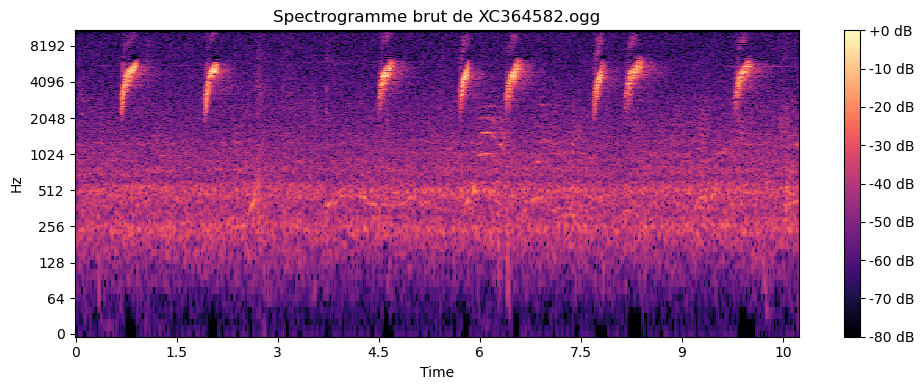 Spectrogramme brut de XC364582.ogg
Hz
8192
4096
2048
1024
512
256
128
64
0
0 1.5 3 4.5 6 7.5 9 10
Time
+0 dB
-10 dB
-20 dB
-30 dB
-40 dB
-50 dB
-60 dB
-70 dB
-80 dB